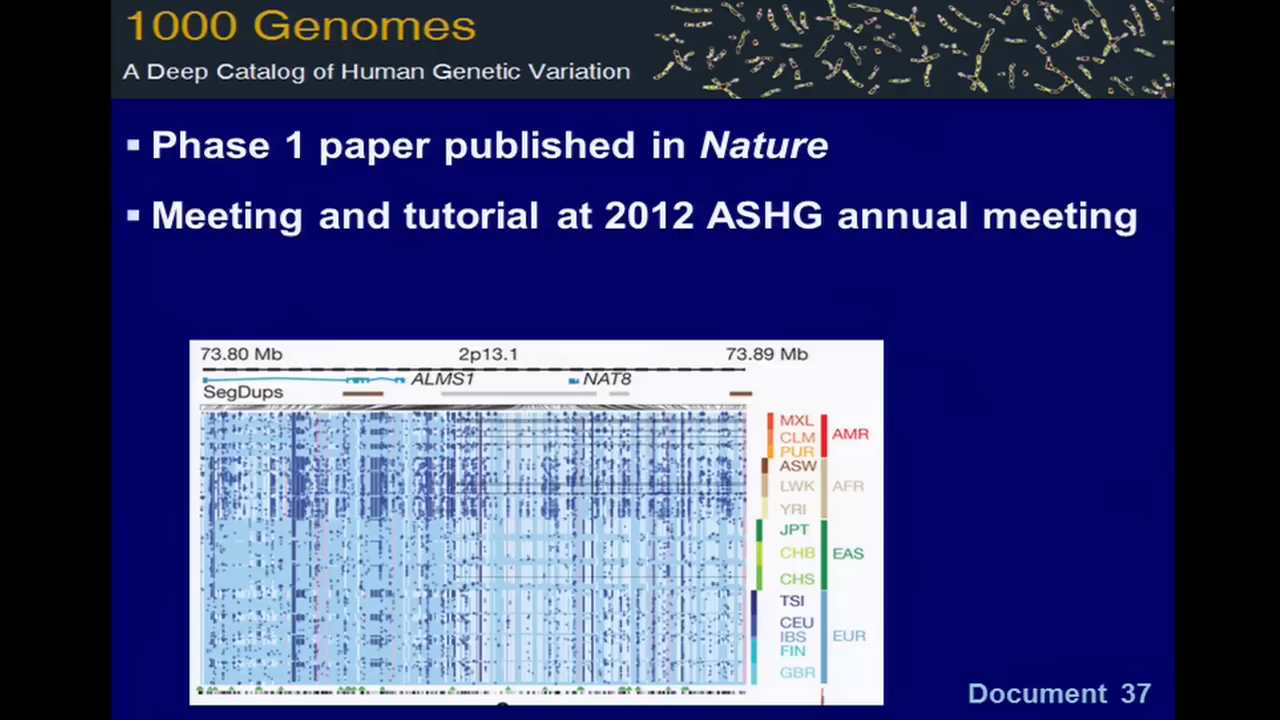 1000 Genomes
A Deep Catalog of Human Genetic Variation
Phase 1 paper published in Nature
Meeting and tutorial at 2012 ASHG annual meeting
73.80 Mb 2p13.1 73.89 Mb
ALMS1 NAT8
SegDups
MXL
AMR
CLM
PUR
ASW
LWK AFR
YRI
JPT
CHB EAS
CHS
TSI
CEU
IBS EUR
FIN
GBR
Document 37